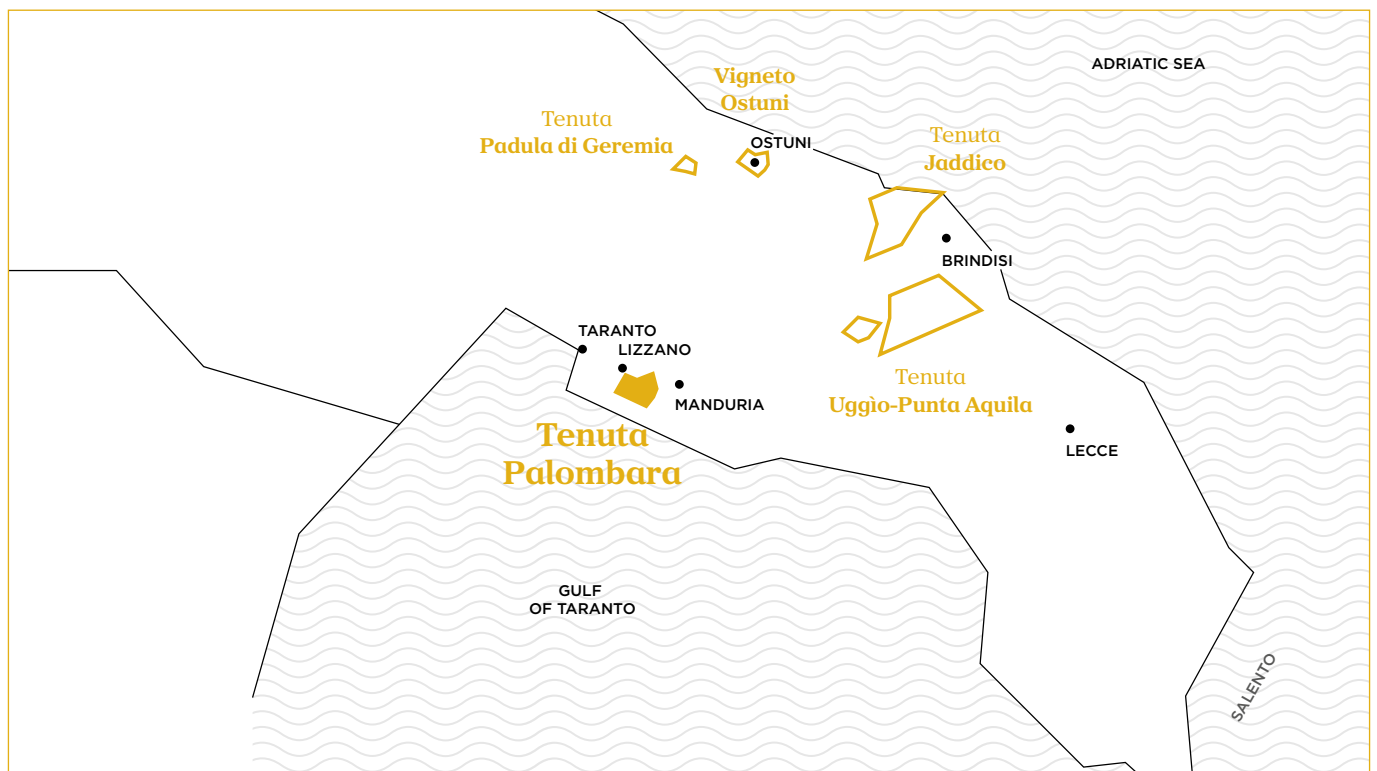 ADRIATIC SEA
Vigneto
Ostuni
Tenuta
Padula di Geremia
OSTUNI
Tenuta
Jaddico
BRINDISI
TARANTO
LIZZANO
MANDURIA
Tenuta
Uggìo-Punta Aquila
Tenuta
Palombara
LECCE
GULF
OF TARANTO
SALENTO